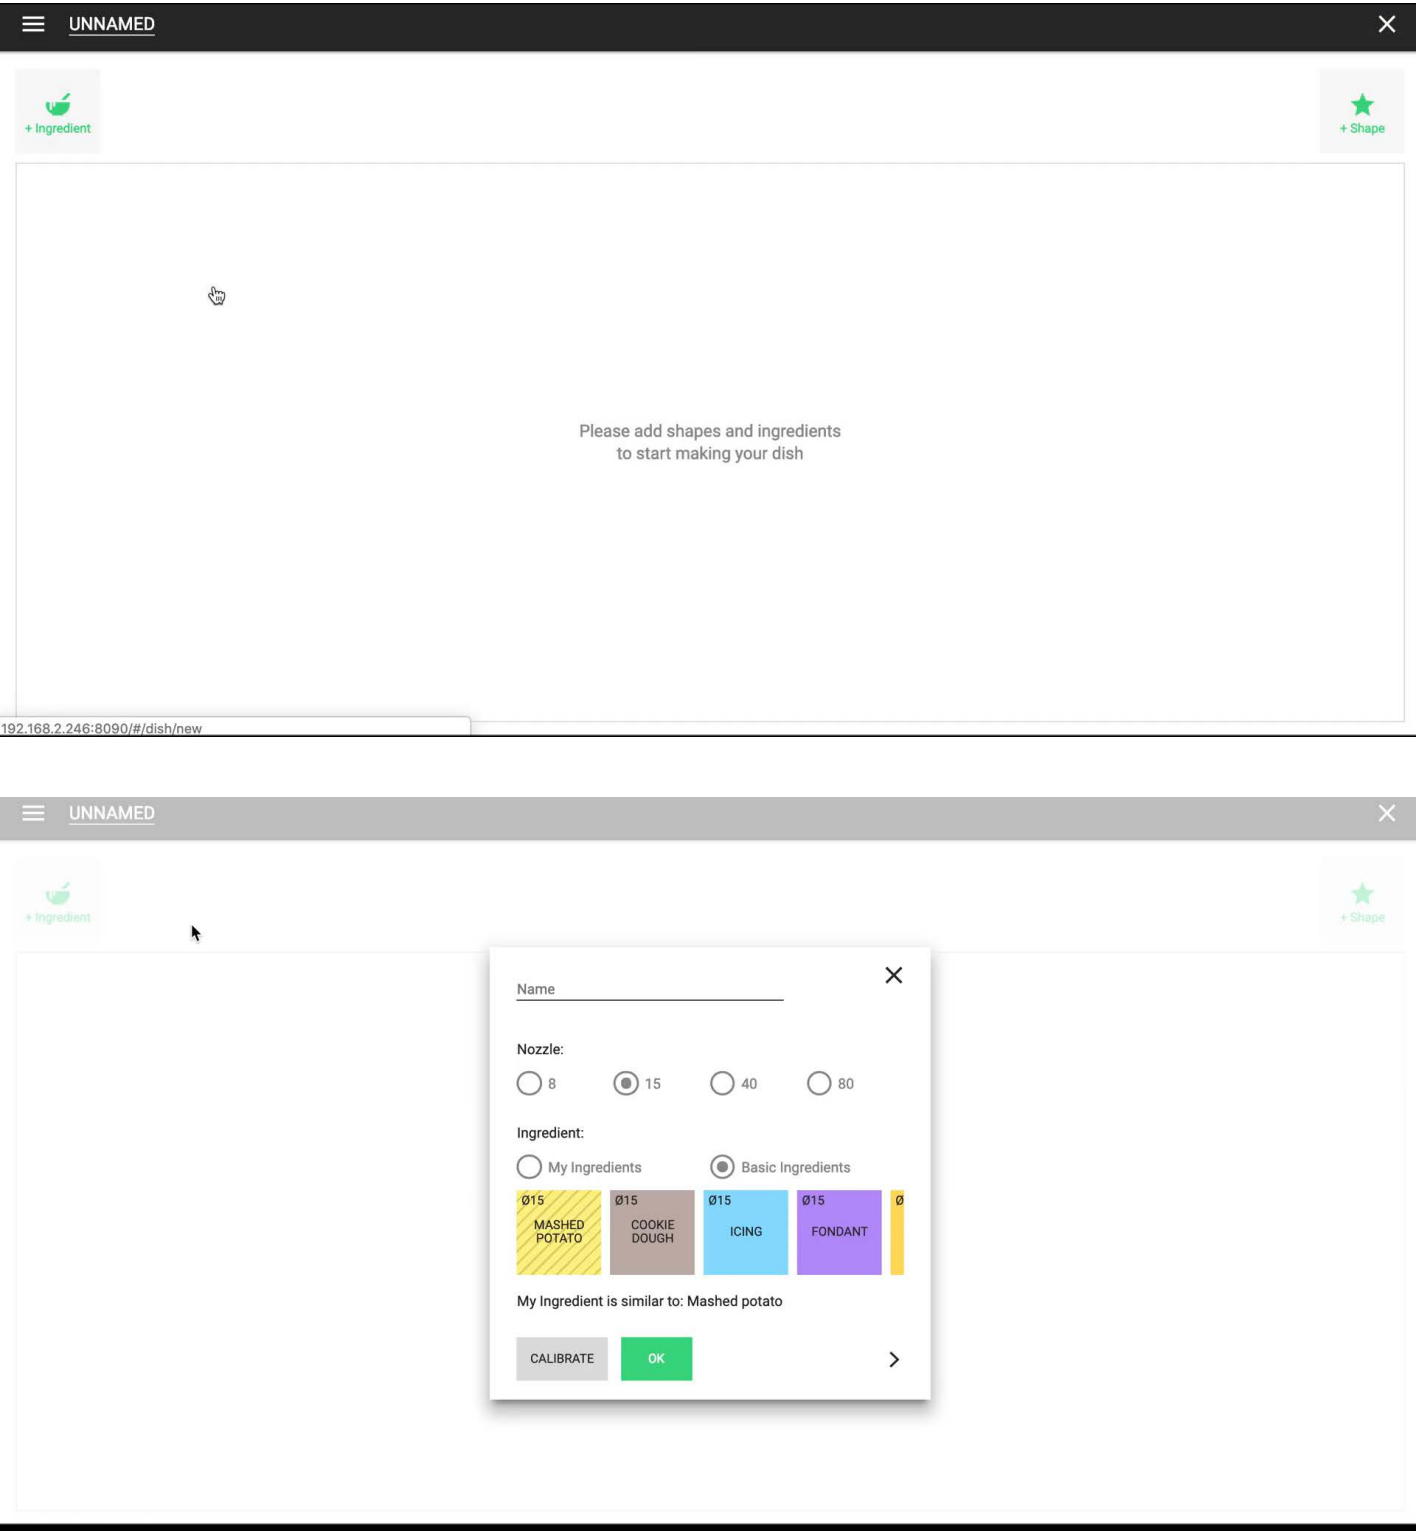 UNNAMED
+ Ingredient
+ Shape
Please add shapes and ingredients
to start making your dish
192.168.2.246:8090/#/dish/new
UNNAMED
+ Ingredient
+ Shape
Name
Nozzle:
8 15 40 80
Ingredient:
My Ingredients Basic Ingredients
Ø15 Ø15 Ø15 Ø15 Ø
MASHED
POTATO
COOKIE
DOUGH
ICING
FONDANT
My Ingredient is similar to: Mashed potato
CALIBRATE OK